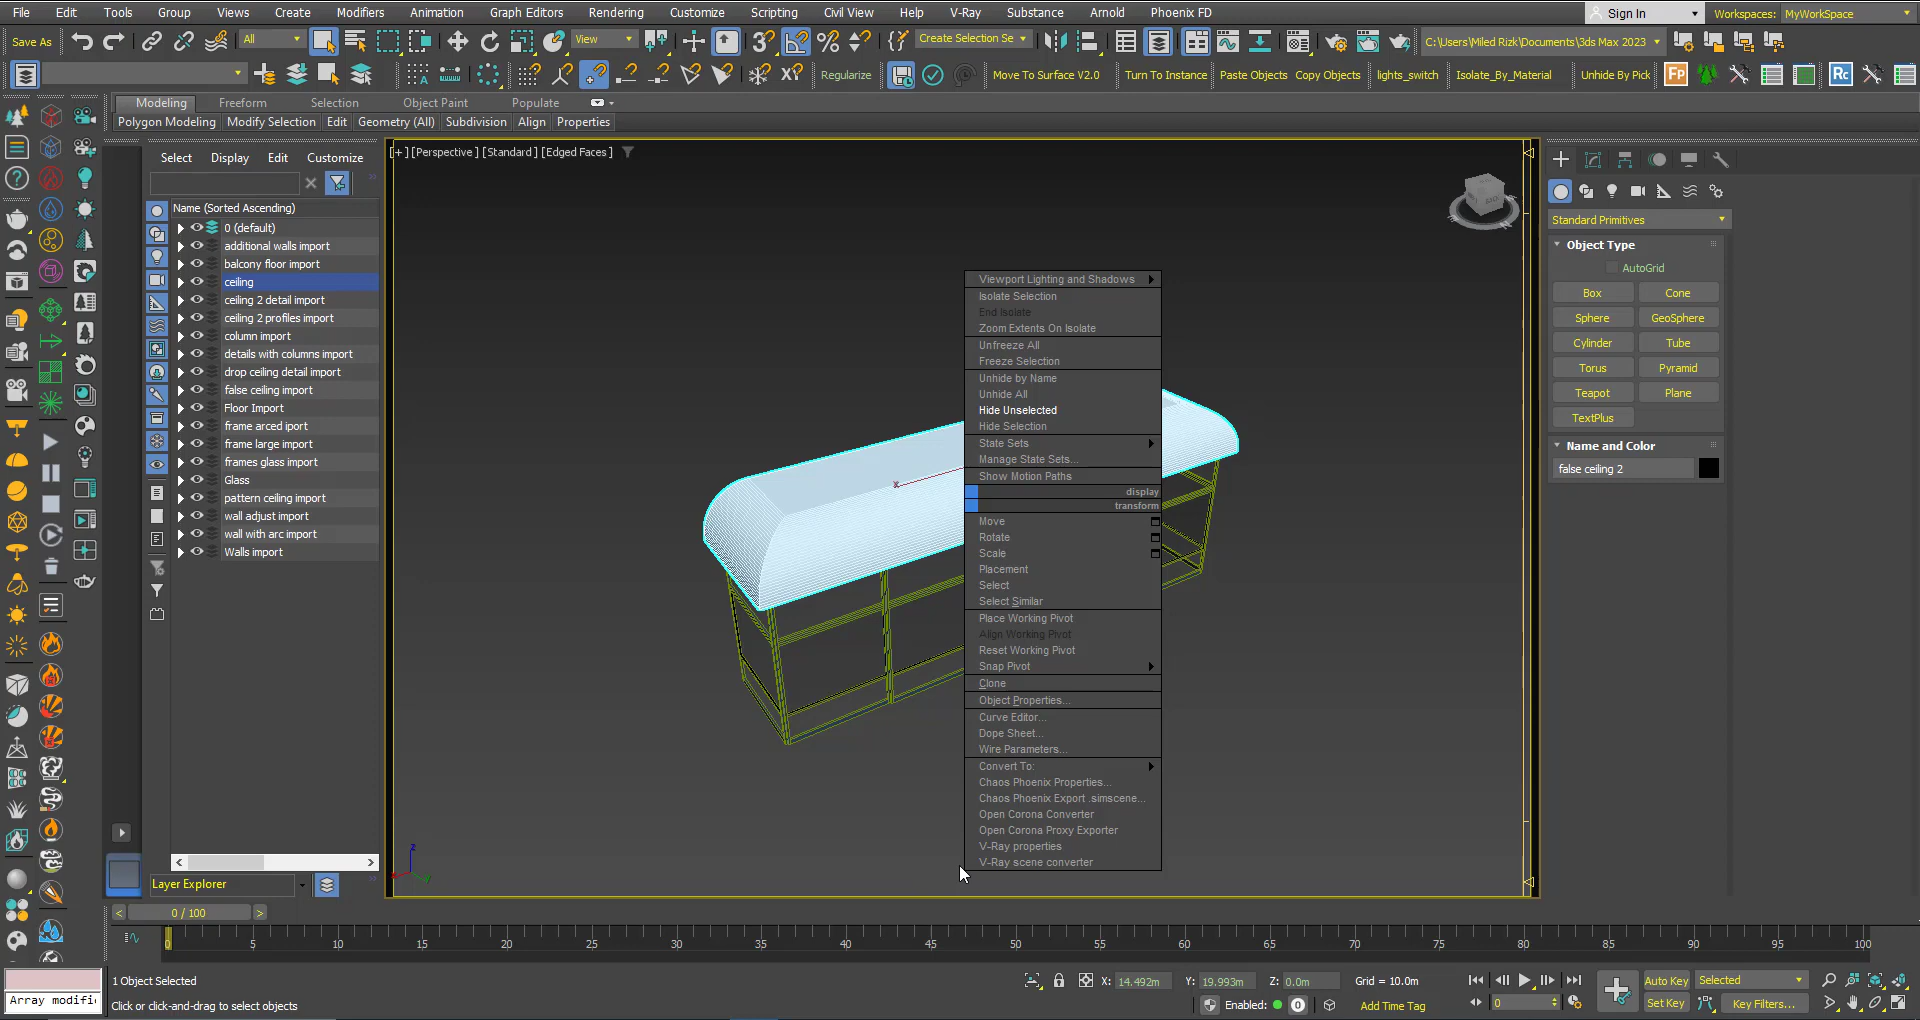 File Edit Tools Group Views Create Modifiers Animation Graph Editors Rendering Customize Scripting Civil View Help V-Ray Substance Arnold Phoenix FD Sign In Workspaces: MyWorkSpace
Save As All View Create Selection Se C:\Users\Miled Rizk\Documents\3ds Max 2023
Regularize Move To Surface V2.0 Turn To Instance Paste Objects Copy Objects lights_switch Isolate_By_Material Unhide By Pick
Modeling Freeform Selection Object Paint Populate
Polygon Modeling Modify Selection Edit Geometry (All) Subdivision Align Properties
[+] [Perspective] [Standard] [Edged Faces]
Select Display Edit Customize
Name (Sorted Ascending)
0 (default)
additional walls import
balcony floor import
ceiling
ceiling 2 detail import
ceiling 2 profiles import
column import
details with columns import
drop ceiling detail import
false ceiling import
Floor Import
frame arced iport
frame large import
frames glass import
Glass
pattern ceiling import
wall adjust import
wall with arc import
Walls import
Layer Explorer
Viewport Lighting and Shadows
Isolate Selection
End Isolate
Zoom Extents On Isolate
Unfreeze All
Freeze Selection
Unhide by Name
Unhide All
Hide Unselected
Hide Selection
State Sets
Manage State Sets...
Show Motion Paths
display
transform
Move
Rotate
Scale
Placement
Select
Select Similar
Place Working Pivot
Align Working Pivot
Reset Working Pivot
Snap Pivot
Clone
Object Properties...
Curve Editor...
Dope Sheet...
Wire Parameters...
Convert To:
Chaos Phoenix Properties...
Chaos Phoenix Export .simscene...
Open Corona Converter
Open Corona Proxy Exporter
V-Ray properties
V-Ray scene converter
x
z
Standard Primitives
Object Type
AutoGrid
Box Cone
Sphere GeoSphere
Cylinder Tube
Torus Pyramid
Teapot Plane
TextPlus
Name and Color
false ceiling 2
< 0 / 100 >
0 5 10 15 20 25 30 35 40 45 50 55 60 65 70 75 80 85 90 95 100
1 Object Selected X: 14.492m Y: 19.993m Z: 0.0m Grid = 10.0m Auto Key Selected
Array modifi
Click or click-and-drag to select objects Enabled: 0 Add Time Tag 0 Set Key Key Filters...